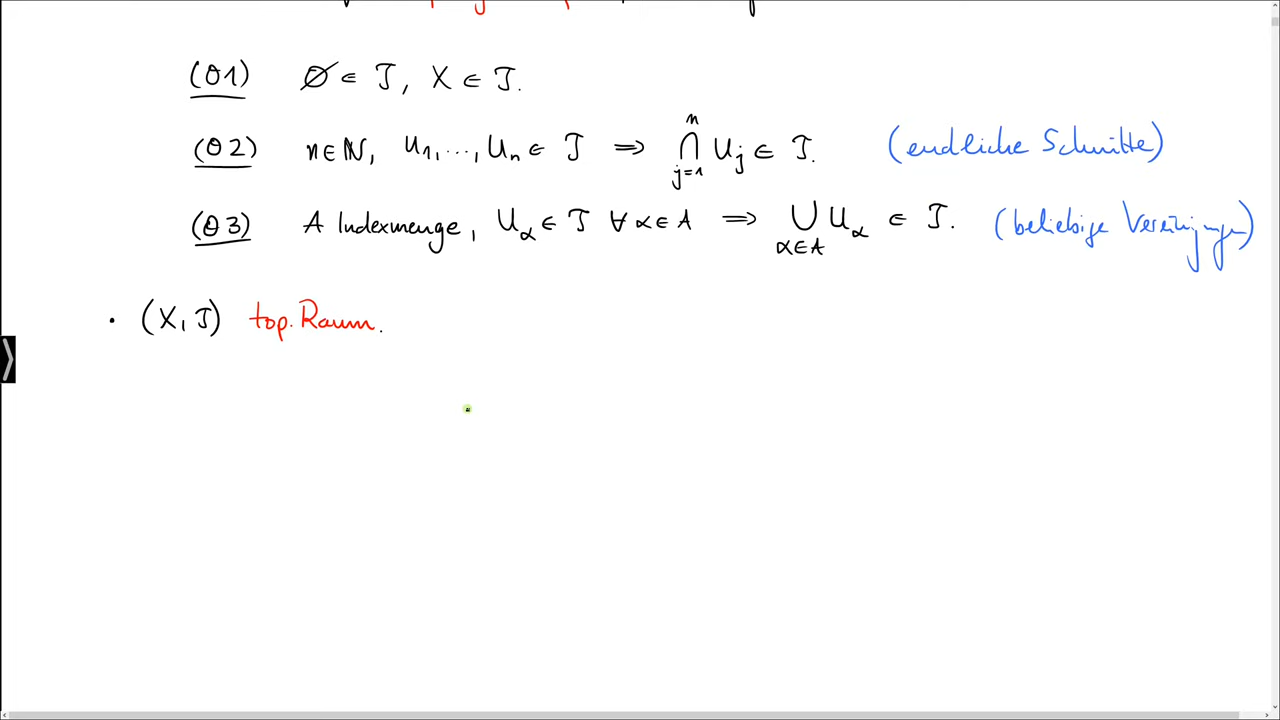 (O1) ∅ ∈ T, X ∈ T.
(O2) n ∈ ℕ, U₁,...,Uₙ ∈ T ⇒ ⋂ⱼ₌₁ⁿ Uⱼ ∈ T. (endliche Schnitte)
(O3) A Indexmenge, U_α ∈ T ∀ α ∈ A ⇒ ⋃_{α∈A} U_α ∈ T. (beliebige Vereinigungen)
· (X, T) top. Raum.